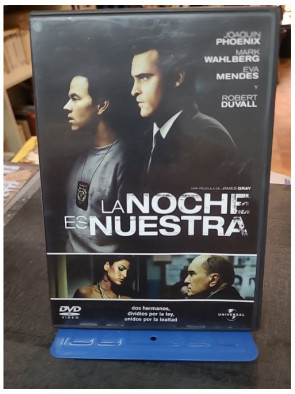 JOAQUIN
PHOENIX
MARK
WAHLBERG
EVA
MENDES
Y
ROBERT
DUVALL
UNA PELÍCULA DE JAMES GRAY
LA NOCHE
ES NUESTRA
dos hermanos,
divididos por la ley,
unidos por la lealtad
DVD
VIDEO
UNIVERSAL